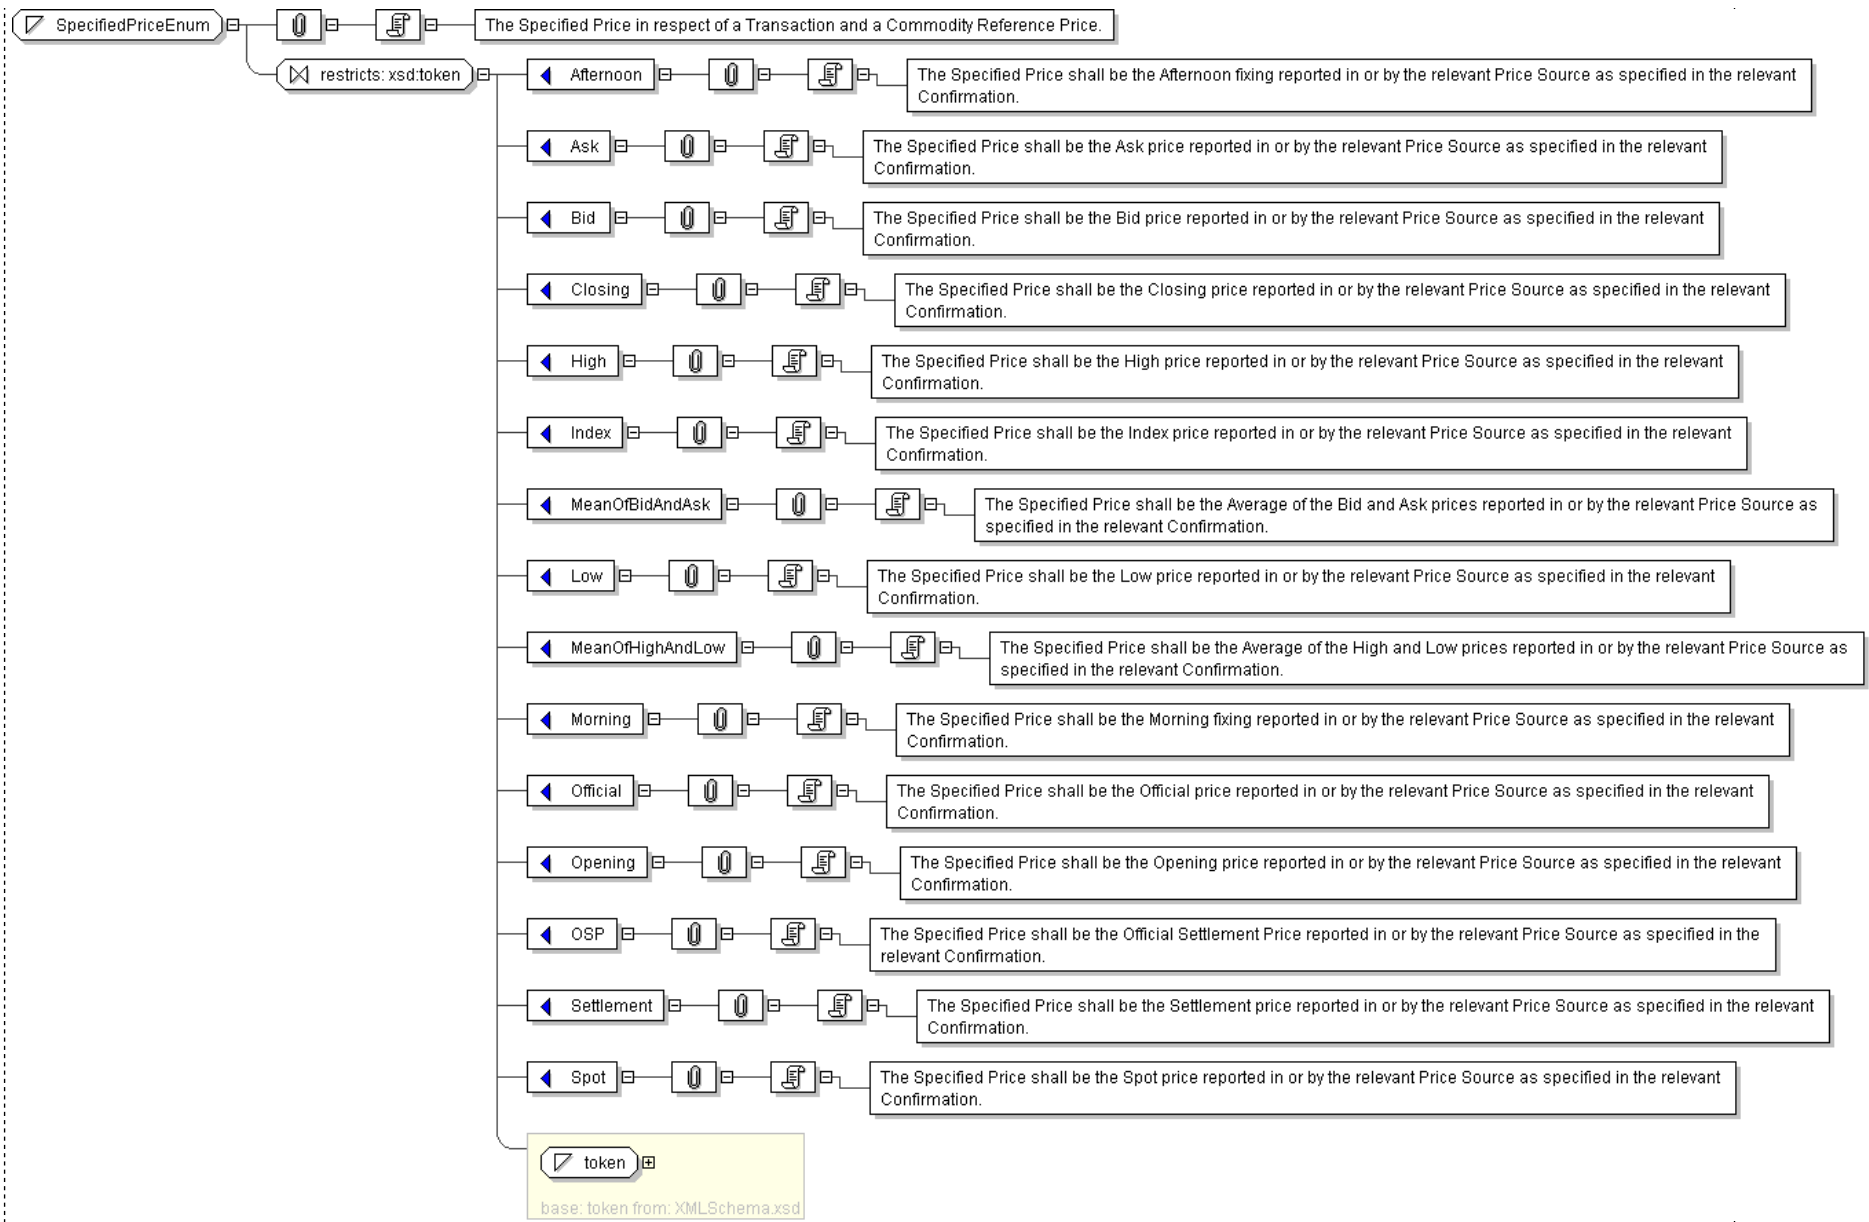 SpecifiedPriceEnum
The Specified Price in respect of a Transaction and a Commodity Reference Price.
restricts: xsd:token
Afternoon
The Specified Price shall be the Afternoon fixing reported in or by the relevant Price Source as specified in the relevant
Confirmation.
Ask
The Specified Price shall be the Ask price reported in or by the relevant Price Source as specified in the relevant
Confirmation.
Bid
The Specified Price shall be the Bid price reported in or by the relevant Price Source as specified in the relevant
Confirmation.
Closing
The Specified Price shall be the Closing price reported in or by the relevant Price Source as specified in the relevant
Confirmation.
High
The Specified Price shall be the High price reported in or by the relevant Price Source as specified in the relevant
Confirmation.
Index
The Specified Price shall be the Index price reported in or by the relevant Price Source as specified in the relevant
Confirmation.
MeanOfBidAndAsk
The Specified Price shall be the Average of the Bid and Ask prices reported in or by the relevant Price Source as
specified in the relevant Confirmation.
Low
The Specified Price shall be the Low price reported in or by the relevant Price Source as specified in the relevant
Confirmation.
MeanOfHighAndLow
The Specified Price shall be the Average of the High and Low prices reported in or by the relevant Price Source as
specified in the relevant Confirmation.
Morning
The Specified Price shall be the Morning fixing reported in or by the relevant Price Source as specified in the relevant
Confirmation.
Official
The Specified Price shall be the Official price reported in or by the relevant Price Source as specified in the relevant
Confirmation.
Opening
The Specified Price shall be the Opening price reported in or by the relevant Price Source as specified in the relevant
Confirmation.
OSP
The Specified Price shall be the Official Settlement Price reported in or by the relevant Price Source as specified in the
relevant Confirmation.
Settlement
The Specified Price shall be the Settlement price reported in or by the relevant Price Source as specified in the relevant
Confirmation.
Spot
The Specified Price shall be the Spot price reported in or by the relevant Price Source as specified in the relevant
Confirmation.
token
base: token from: XMLSchema.xsd